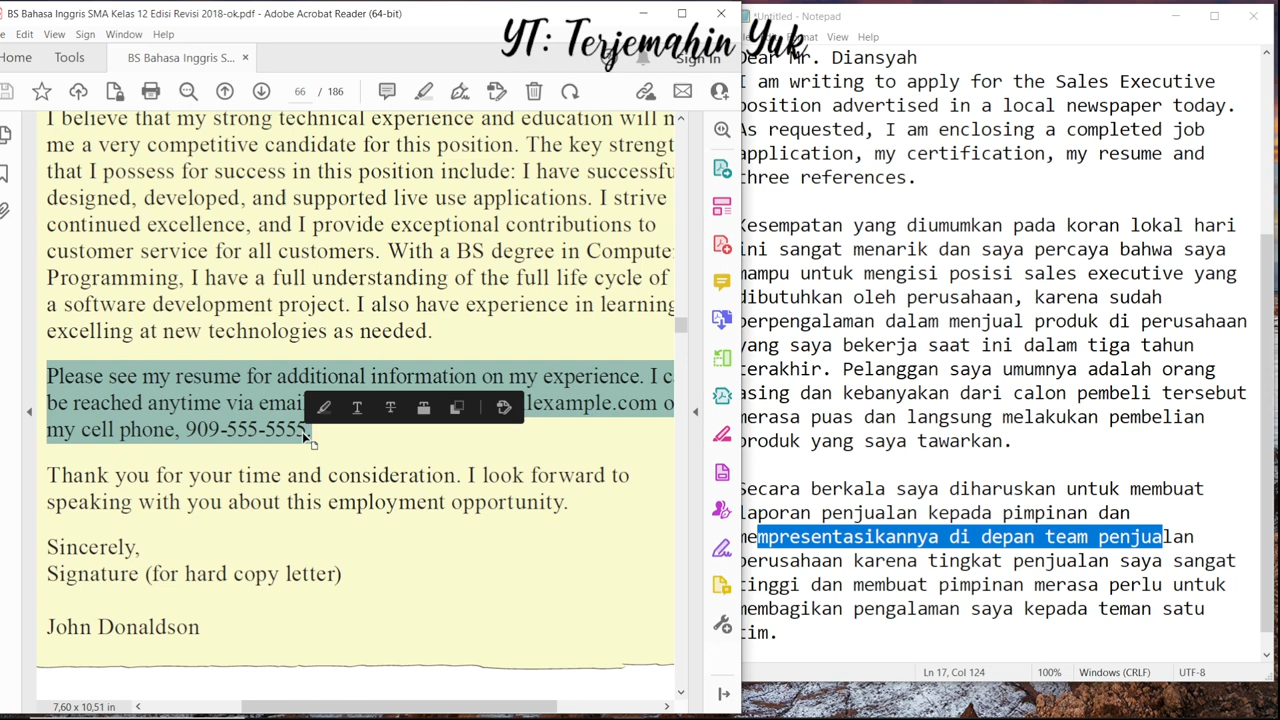 BS Bahasa Inggris SMA Kelas 12 Edisi Revisi 2018-ok.pdf - Adobe Acrobat Reader (64-bit)
Edit View Sign Window Help
Home Tools BS Bahasa Inggris S... × Sign In
YT: Terjemahin Yuk
66 / 186
I believe that my strong technical experience and education will m
me a very competitive candidate for this position. The key strengt
that I possess for success in this position include: I have successfu
designed, developed, and supported live use applications. I strive
continued excellence, and I provide exceptional contributions to
customer service for all customers. With a BS degree in Compute
Programming, I have a full understanding of the full life cycle of
a software development project. I also have experience in learning
excelling at new technologies as needed.
Please see my resume for additional information on my experience. I c
be reached anytime via emai lexample.com o
my cell phone, 909-555-5555.
Thank you for your time and consideration. I look forward to
speaking with you about this employment opportunity.
Sincerely,
Signature (for hard copy letter)
John Donaldson
7,60 x 10,51 in
*Untitled - Notepad
Format View Help
Dear Mr. Diansyah
I am writing to apply for the Sales Executive
position advertised in a local newspaper today.
As requested, I am enclosing a completed job
application, my certification, my resume and
three references.
Kesempatan yang diumumkan pada koran lokal hari
ini sangat menarik dan saya percaya bahwa saya
mampu untuk mengisi posisi sales executive yang
dibutuhkan oleh perusahaan, karena sudah
berpengalaman dalam menjual produk di perusahaan
yang saya bekerja saat ini dalam tiga tahun
terakhir. Pelanggan saya umumnya adalah orang
asing dan kebanyakan dari calon pembeli tersebut
merasa puas dan langsung melakukan pembelian
produk yang saya tawarkan.
Secara berkala saya diharuskan untuk membuat
laporan penjualan kepada pimpinan dan
mempresentasikannya di depan team penjualan
perusahaan karena tingkat penjualan saya sangat
tinggi dan membuat pimpinan merasa perlu untuk
membagikan pengalaman saya kepada teman satu
tim.
Ln 17, Col 124 100% Windows (CRLF) UTF-8